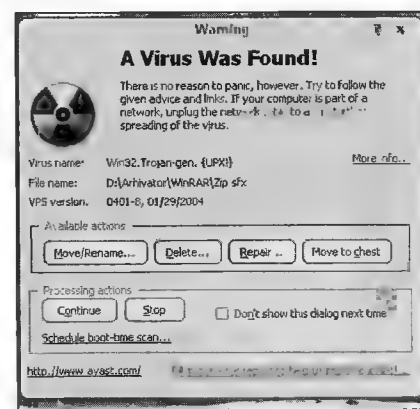 Warning ? x
A Virus Was Found!
There is no reason to panic, however. Try to follow the
given advice and links. If your computer is part of a
network, unplug the
spreading of the virus.
Virus name: Win32.Trojan-gen. {UPX!} More info...
File name: D:\Arhivator\WinRAR\Zip sfx
VPS version. 0401-8, 01/29/2004
Available actions
Move/Rename... Delete... Repair .. Move to chest
Processing actions
Continue Stop Don't show this dialog next time
Schedule boot-time scan...
http://www avast.com/